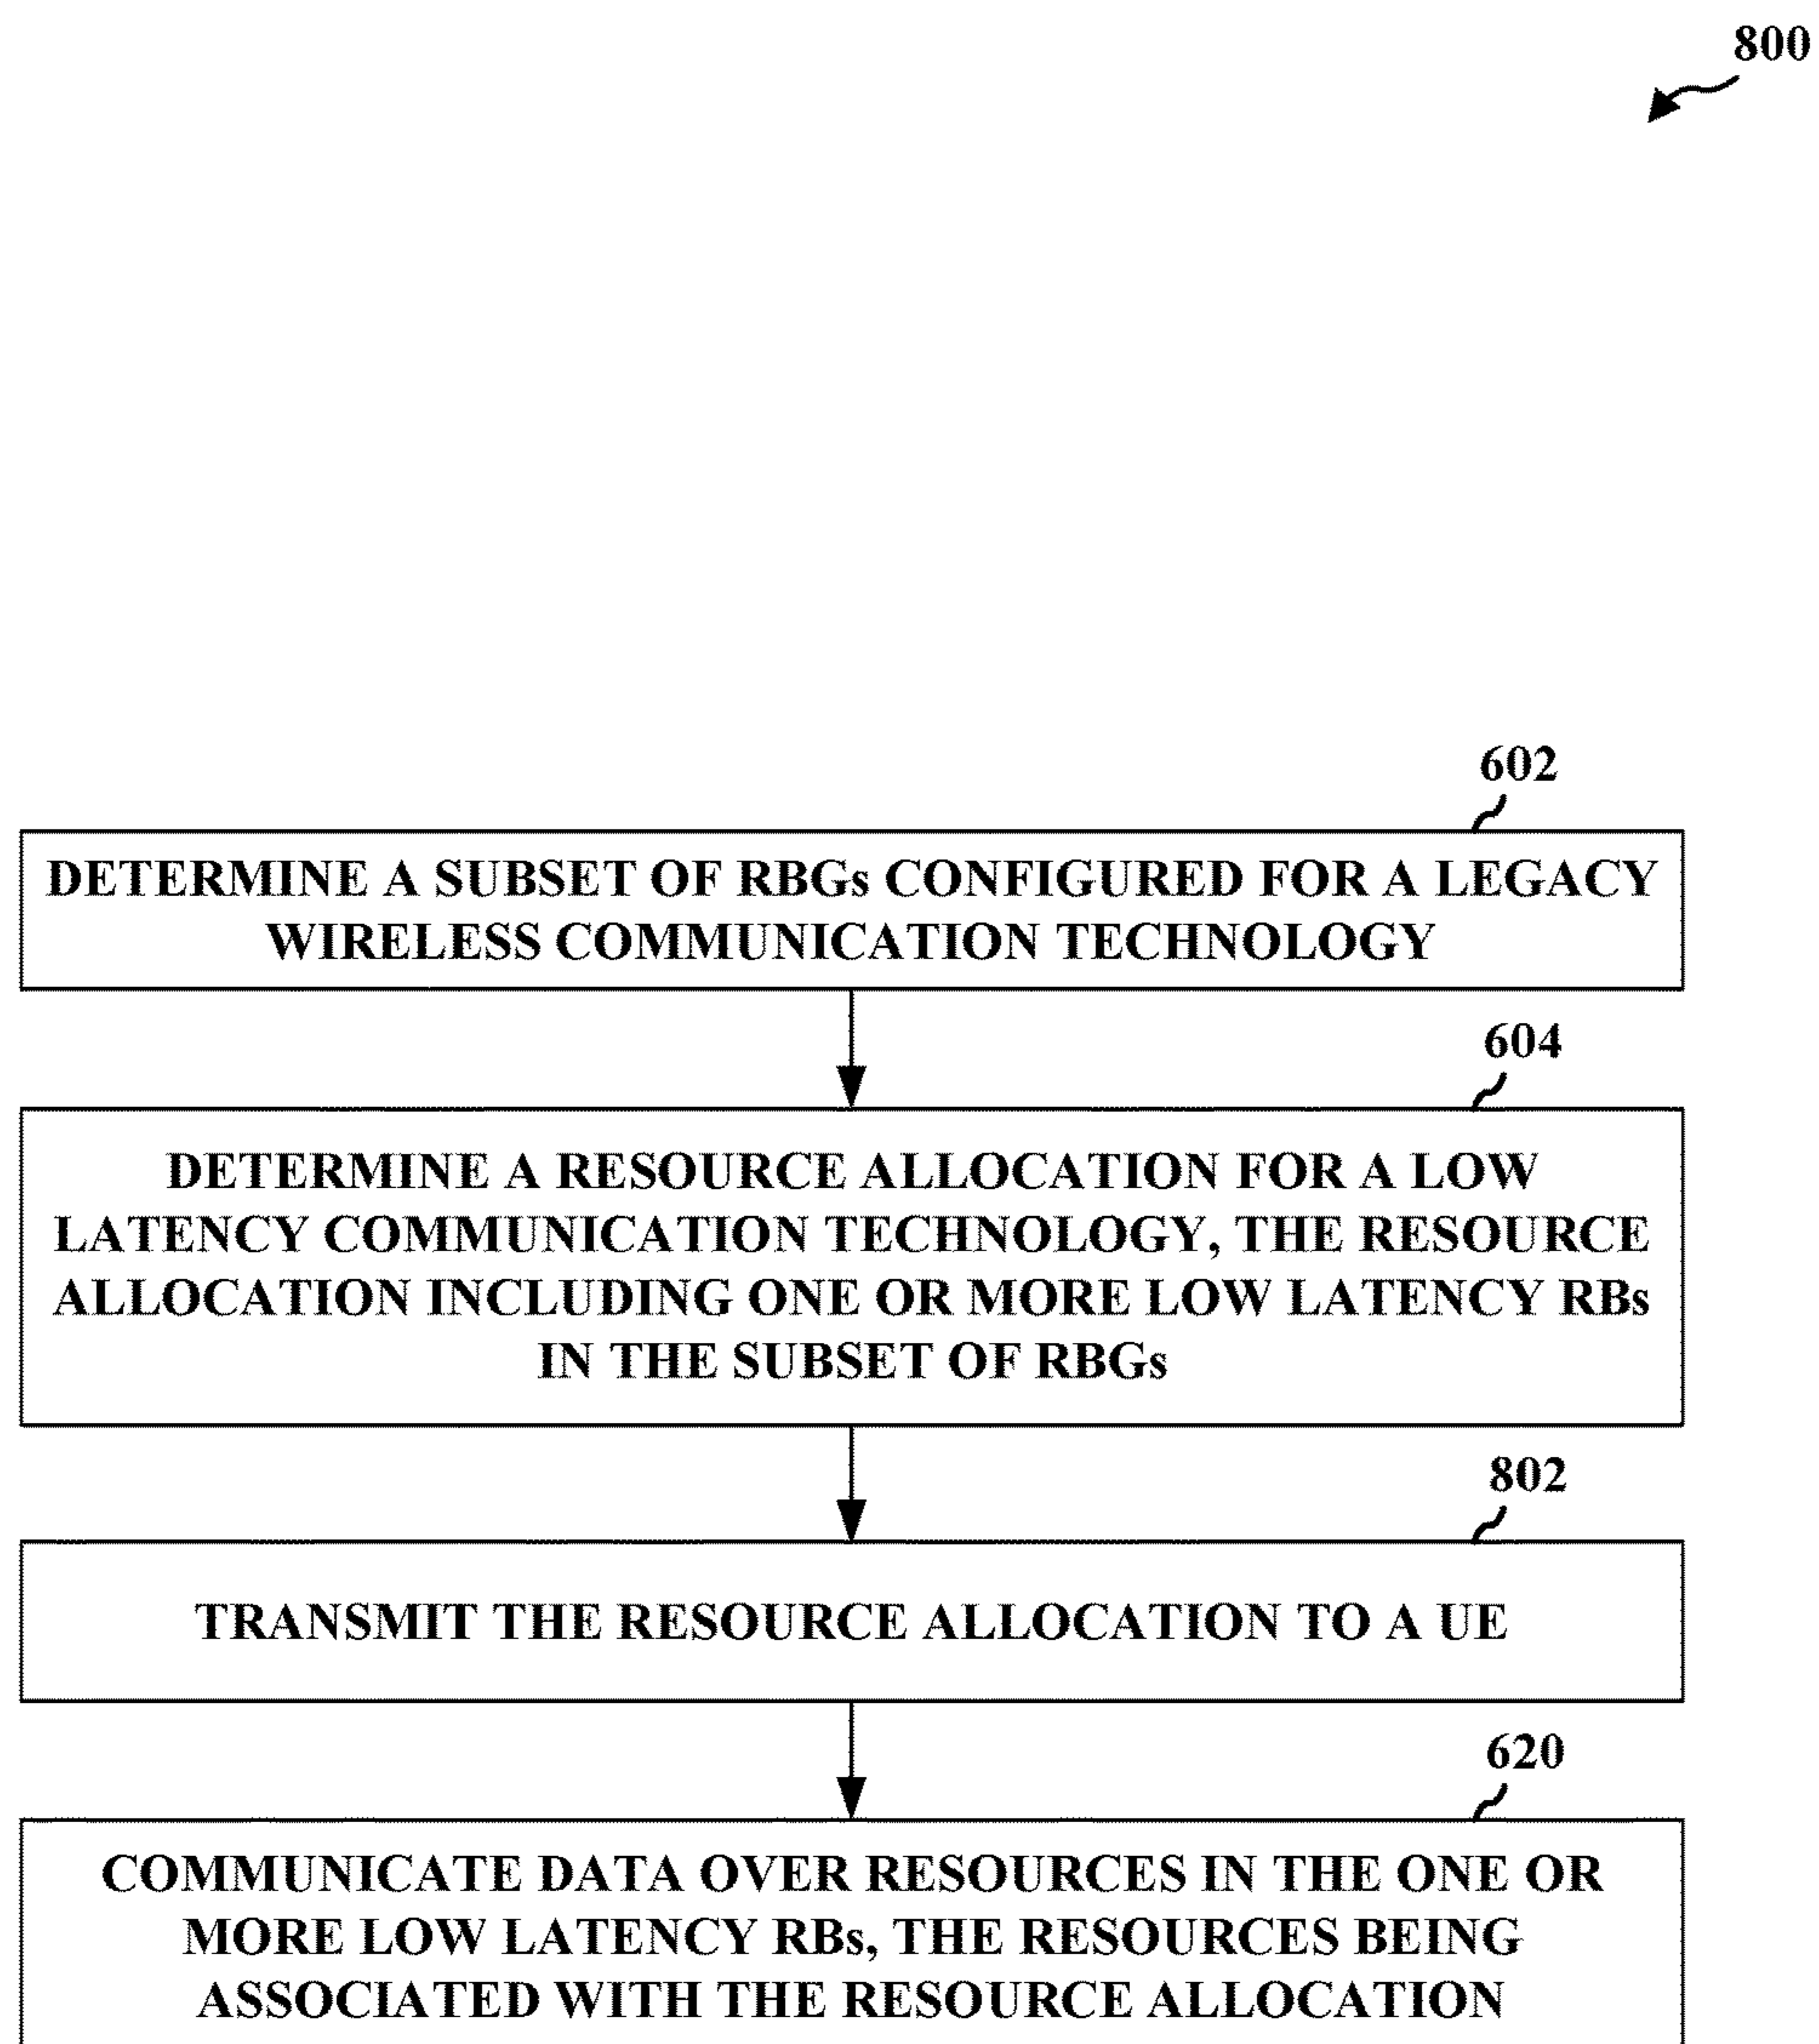 800
602
DETERMINE A SUBSET OF RBGs CONFIGURED FOR A LEGACY
WIRELESS COMMUNICATION TECHNOLOGY
604
DETERMINE A RESOURCE ALLOCATION FOR A LOW
LATENCY COMMUNICATION TECHNOLOGY, THE RESOURCE
ALLOCATION INCLUDING ONE OR MORE LOW LATENCY RBs
IN THE SUBSET OF RBGs
802
TRANSMIT THE RESOURCE ALLOCATION TO A UE
620
COMMUNICATE DATA OVER RESOURCES IN THE ONE OR
MORE LOW LATENCY RBs, THE RESOURCES BEING
ASSOCIATED WITH THE RESOURCE ALLOCATION